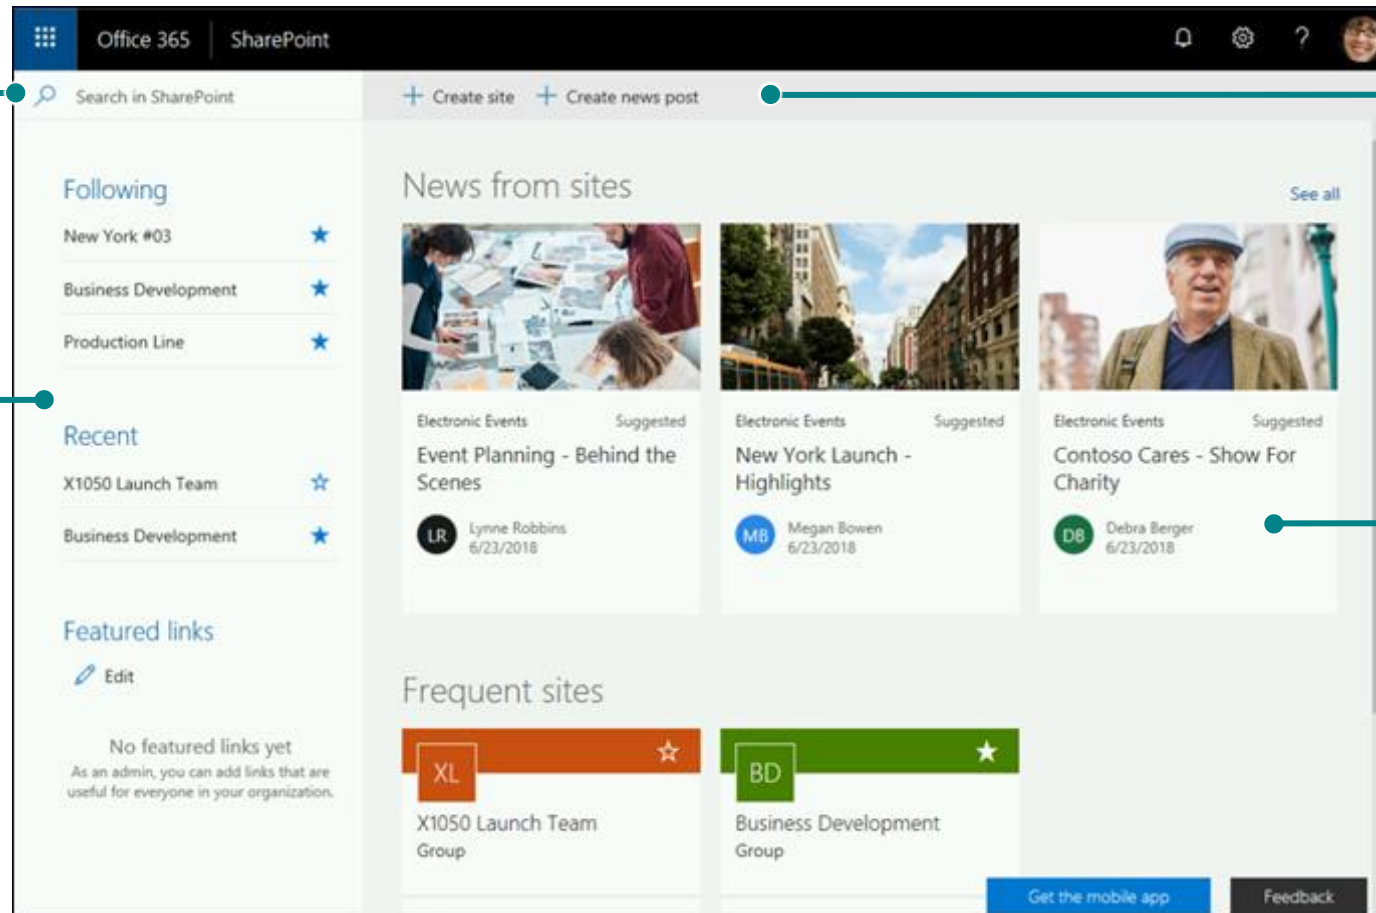 Office 365 SharePoint ?
Search in SharePoint
Create site Create news post
Following
New York #03
Business Development
Production Line
Recent
X1050 Launch Team
Business Development
Featured links
Edit
No featured links yet
As an admin, you can add links that are
useful for everyone in your organization.
News from sites
See all
Electronic Events Suggested
Event Planning - Behind the
Scenes
LR Lynne Robbins
6/23/2018
Electronic Events Suggested
New York Launch -
Highlights
MB Megan Bowen
6/23/2018
Electronic Events Suggested
Contoso Cares - Show For
Charity
DB Debra Berger
6/23/2018
Frequent sites
XL
X1050 Launch Team
Group
BD
Business Development
Group
Get the mobile app Feedback